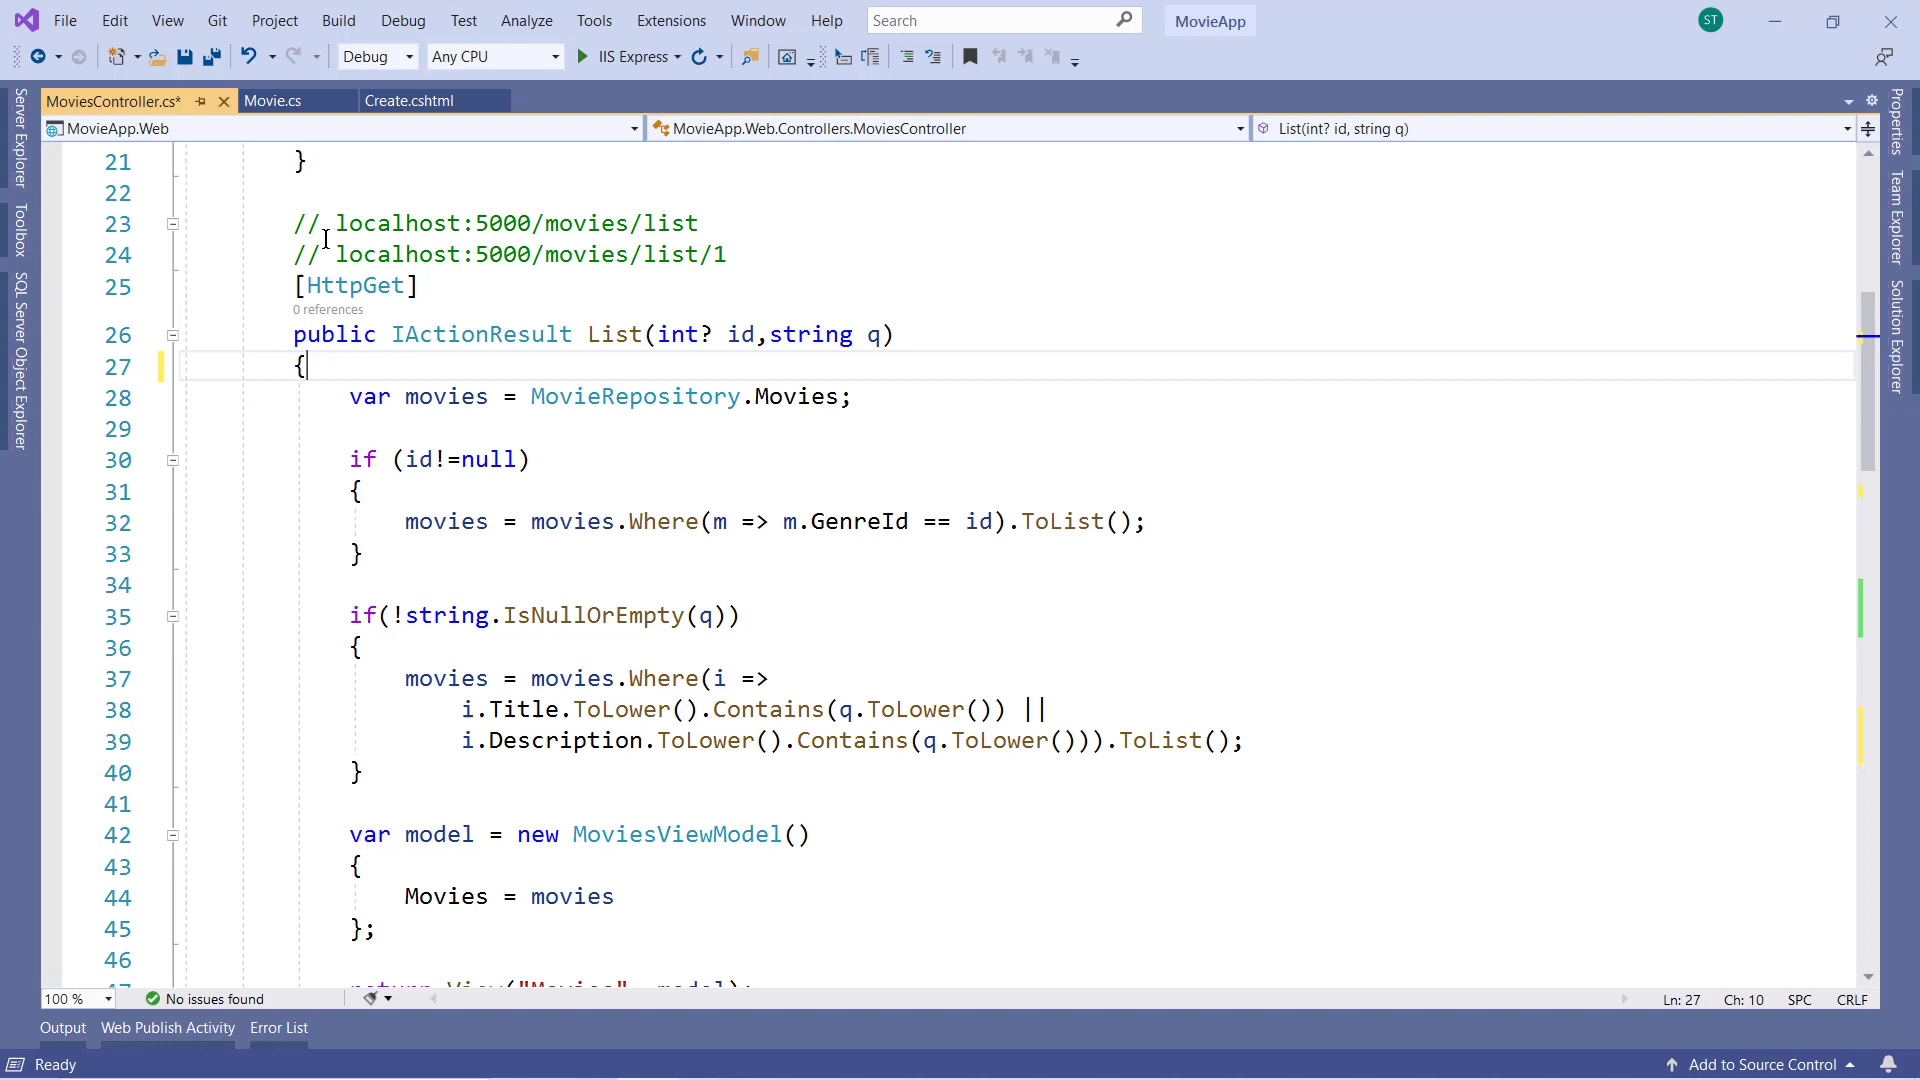 File Edit View Git Project Build Debug Test Analyze Tools Extensions Window Help Search MovieApp ST
Debug Any CPU IIS Express
MoviesController.cs* Movie.cs Create.cshtml
MovieApp.Web MovieApp.Web.Controllers.MoviesController List(int? id, string q)
Server Explorer
Toolbox
SQL Server Object Explorer
21 }
22
23 // localhost:5000/movies/list
24 // localhost:5000/movies/list/1
25 [HttpGet]
0 references
26 public IActionResult List(int? id,string q)
27 {
28 var movies = MovieRepository.Movies;
29
30 if (id!=null)
31 {
32 movies = movies.Where(m => m.GenreId == id).ToList();
33 }
34
35 if(!string.IsNullOrEmpty(q))
36 {
37 movies = movies.Where(i =>
38 i.Title.ToLower().Contains(q.ToLower()) ||
39 i.Description.ToLower().Contains(q.ToLower())).ToList();
40 }
41
42 var model = new MoviesViewModel()
43 {
44 Movies = movies
45 };
46
47 return View("Movies", model);
Properties
Team Explorer
Solution Explorer
100 % No issues found Ln: 27 Ch: 10 SPC CRLF
Output Web Publish Activity Error List
Ready Add to Source Control